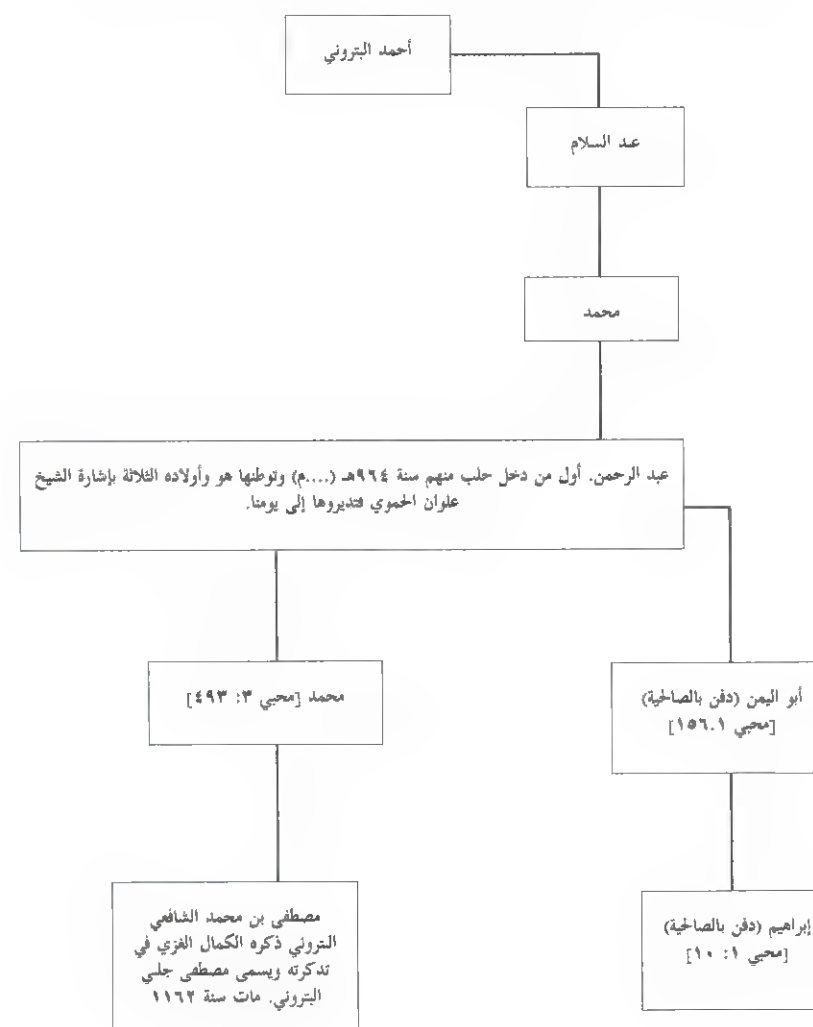 أحمد البتروني
عبد السلام
محمد
عبد الرحمن. أول من دخل حلب منهم سنة ٩٦٤هـ (....م) وتوطنها هو وأولاده الثلاثة بإشارة الشيخ
علوان الحموي فتديروها إلى يومنا.
أبو اليمن (دفن بالصالحية)
[محبي ١.١٥٦]
محمد [محبي ٣: ٤٩٣]
إبراهيم (دفن بالصالحية)
[محبي ١: ١٠]
مصطفى بن محمد الشافعي
البتروني ذكره الكمال الغزي في
تذكرته ويسمى مصطفى جلبي
البتروني. مات سنة ١١٦٢